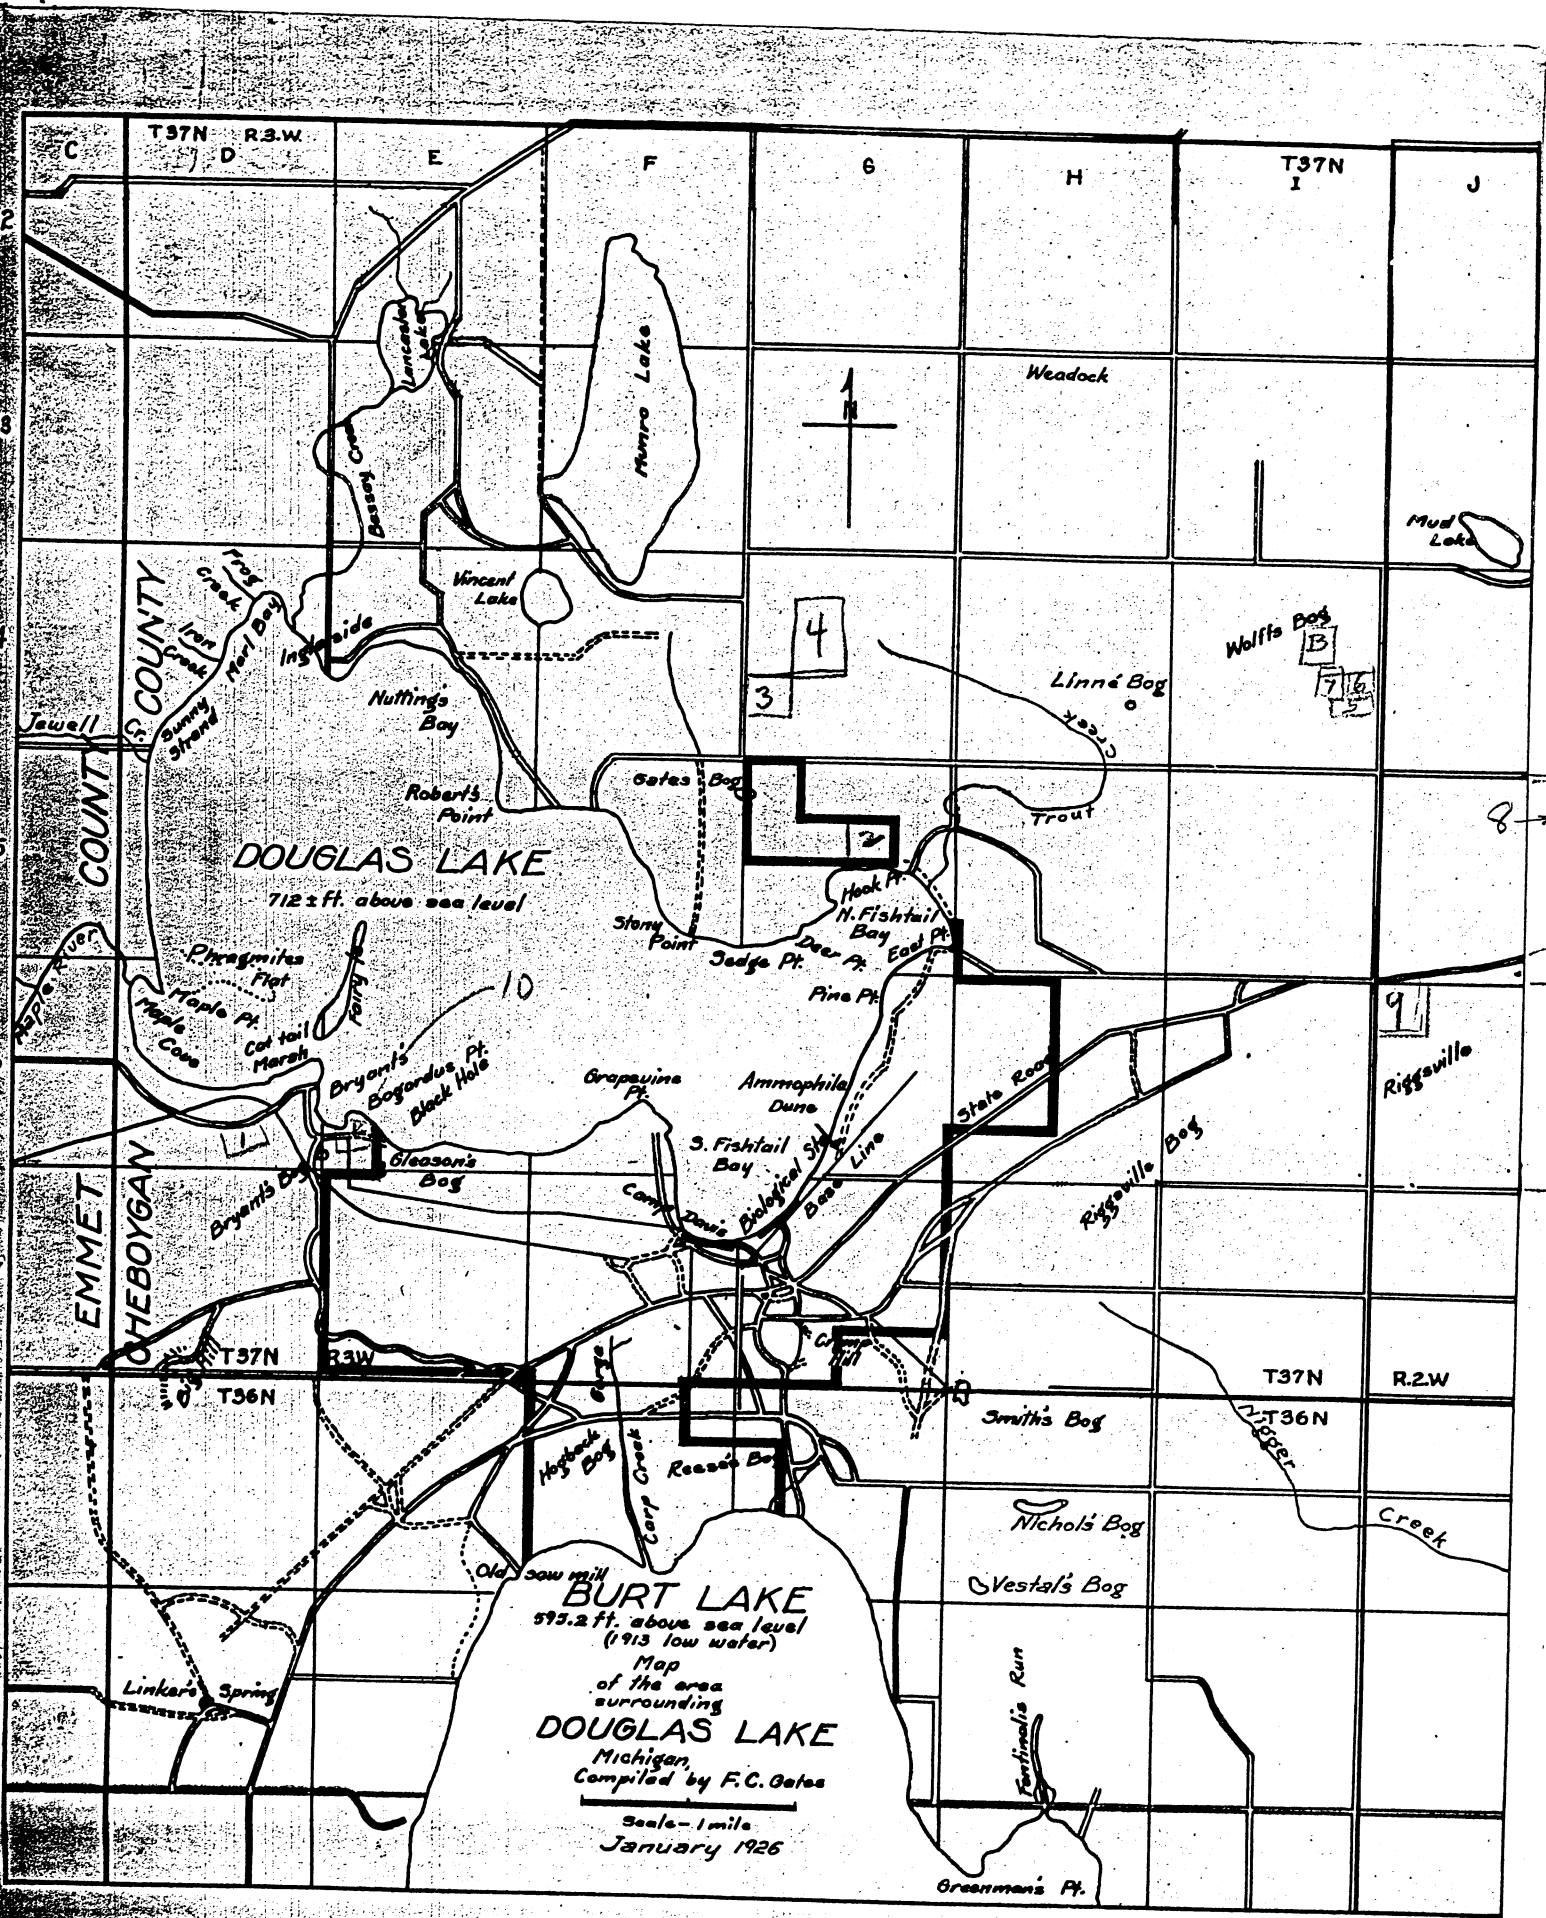 T37N R.3.W.
C D E F G H
T37N
I
J
2
3
Lancaster
Lake
Munro Lake
Weadock
N
Bessey Creek
Mud
Lake
Vincent
Lake
Frog
Creek
Iron
Creek
Marl Bay
Ingleside
4
3
Wolffs Bog
B
7 6
5
Linné Bog
Nutting's
Bay
Jewell Cr.
Sunny
Strand
COUNTY
COUNTY
Gates Bog
Robert's
Point
Trout Creek
8
2
DOUGLAS LAKE
712± ft. above sea level
Hook Pt.
N. Fishtail
Bay
Stony
Point
Sedge Pt.
Deer Pt.
East Pt.
Maple River
Phragmites
Flat
Maple Pt.
Maple
Cove
Fairy Is.
10
Pine Pt.
9
Cat tail
Marsh
Bryant's
Bogardus Pt.
Black Hole
Grapevine
Pt.
Ammophila
Dune
State Road
Riggsville
1
S. Fishtail
Bay
Biological Sta.
Base Line
Riggsville Bog
Gleason's
Bog
Bryant's Bog
Camp Davis
EMMET
CHEBOYGAN
Grump
Hill
T37N R3W
T36N
T37N R.2.W
T36N
Gorge
Smith's Bog
Nigger Creek
Hogback
Bog
Carp Creek
Reese's Bog
Nichol's Bog
Old saw mill
Vestal's Bog
BURT LAKE
595.2 ft. above sea level
(1913 low water)
Map
of the area
surrounding
DOUGLAS LAKE
Michigan,
Compiled by F.C. Gates
Scale - 1 mile
January 1926
Linker's Spring
Fontinalis Run
Greenman's Pt.